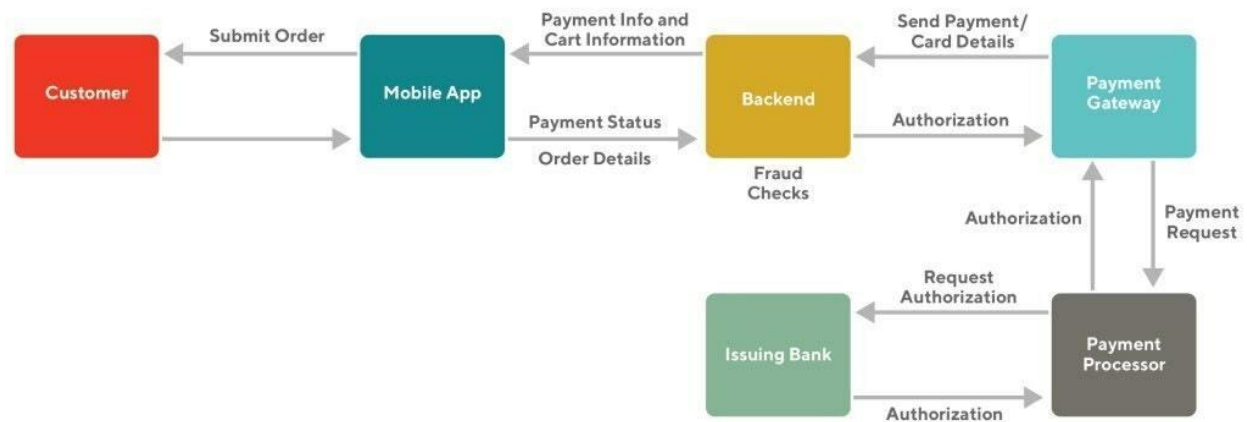 Submit Order
Payment Info and
Cart Information
Send Payment/
Card Details
Customer
Mobile App
Backend
Payment
Gateway
Payment Status
Order Details
Authorization
Fraud
Checks
Authorization
Payment
Request
Request
Authorization
Issuing Bank
Payment
Processor
Authorization